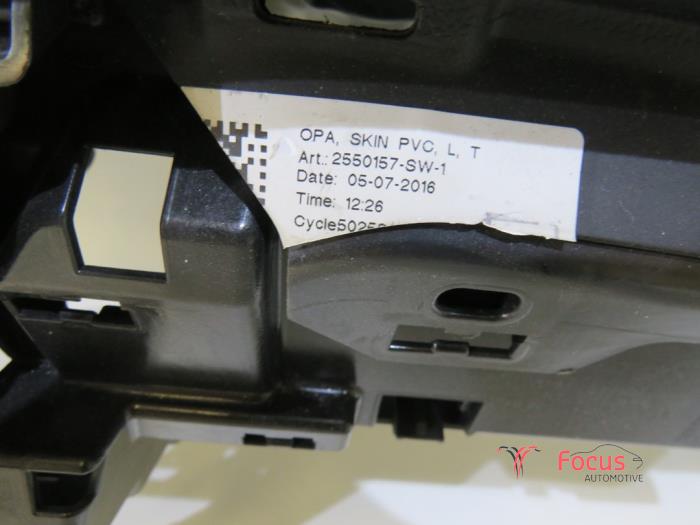 OPA, SKIN PVC, L, T
Art.: 2550157-SW-1
Date: 05-07-2016
Time: 12:26
Focus
AUTOMOTIVE